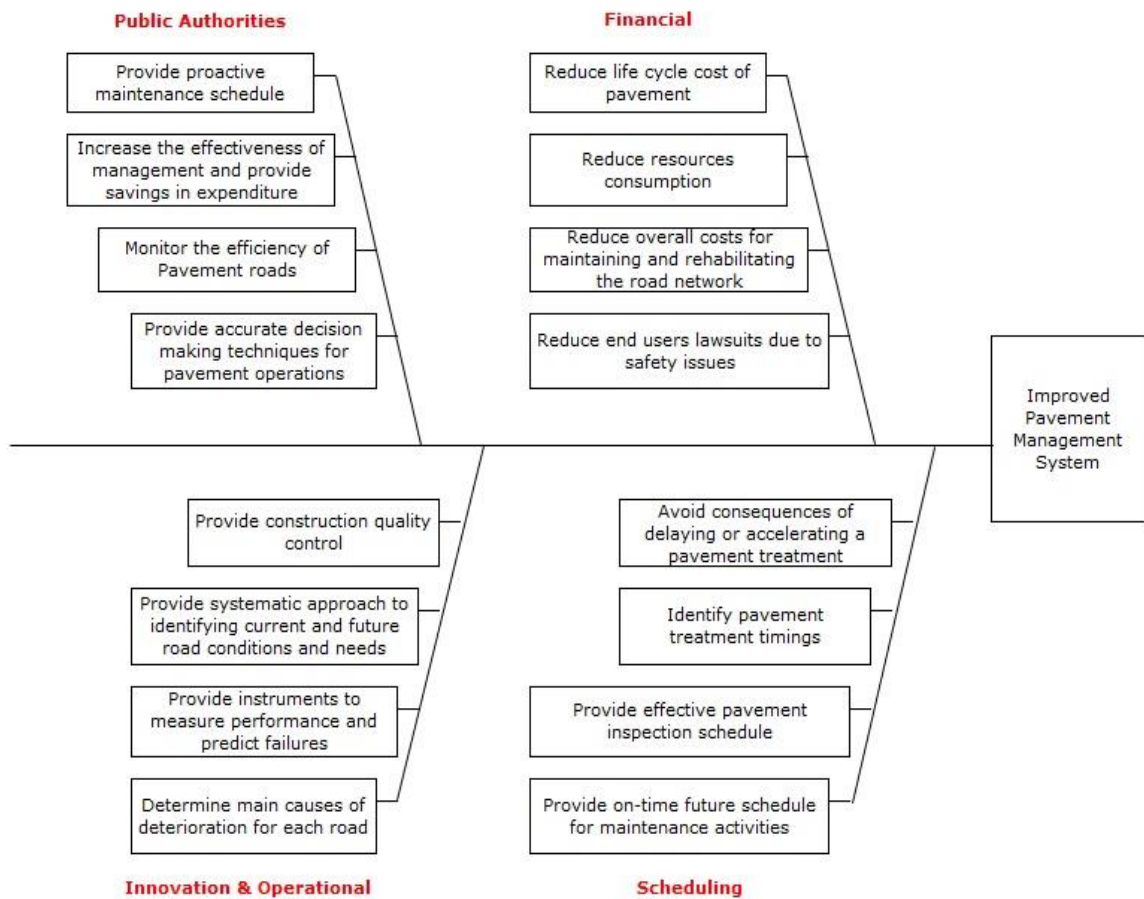 Public Authorities
Provide proactive
maintenance schedule
Increase the effectiveness of
management and provide
savings in expenditure
Monitor the efficiency of
Pavement roads
Provide accurate decision
making techniques for
pavement operations
Financial
Reduce life cycle cost of
pavement
Reduce resources
consumption
Reduce overall costs for
maintaining and rehabilitating
the road network
Reduce end users lawsuits due to
safety issues
Improved
Pavement
Management
System
Provide construction quality
control
Provide systematic approach to
identifying current and future
road conditions and needs
Provide instruments to
measure performance and
predict failures
Determine main causes of
deterioration for each road
Innovation & Operational
Avoid consequences of
delaying or accelerating a
pavement treatment
Identify pavement
treatment timings
Provide effective pavement
inspection schedule
Provide on-time future schedule
for maintenance activities
Scheduling